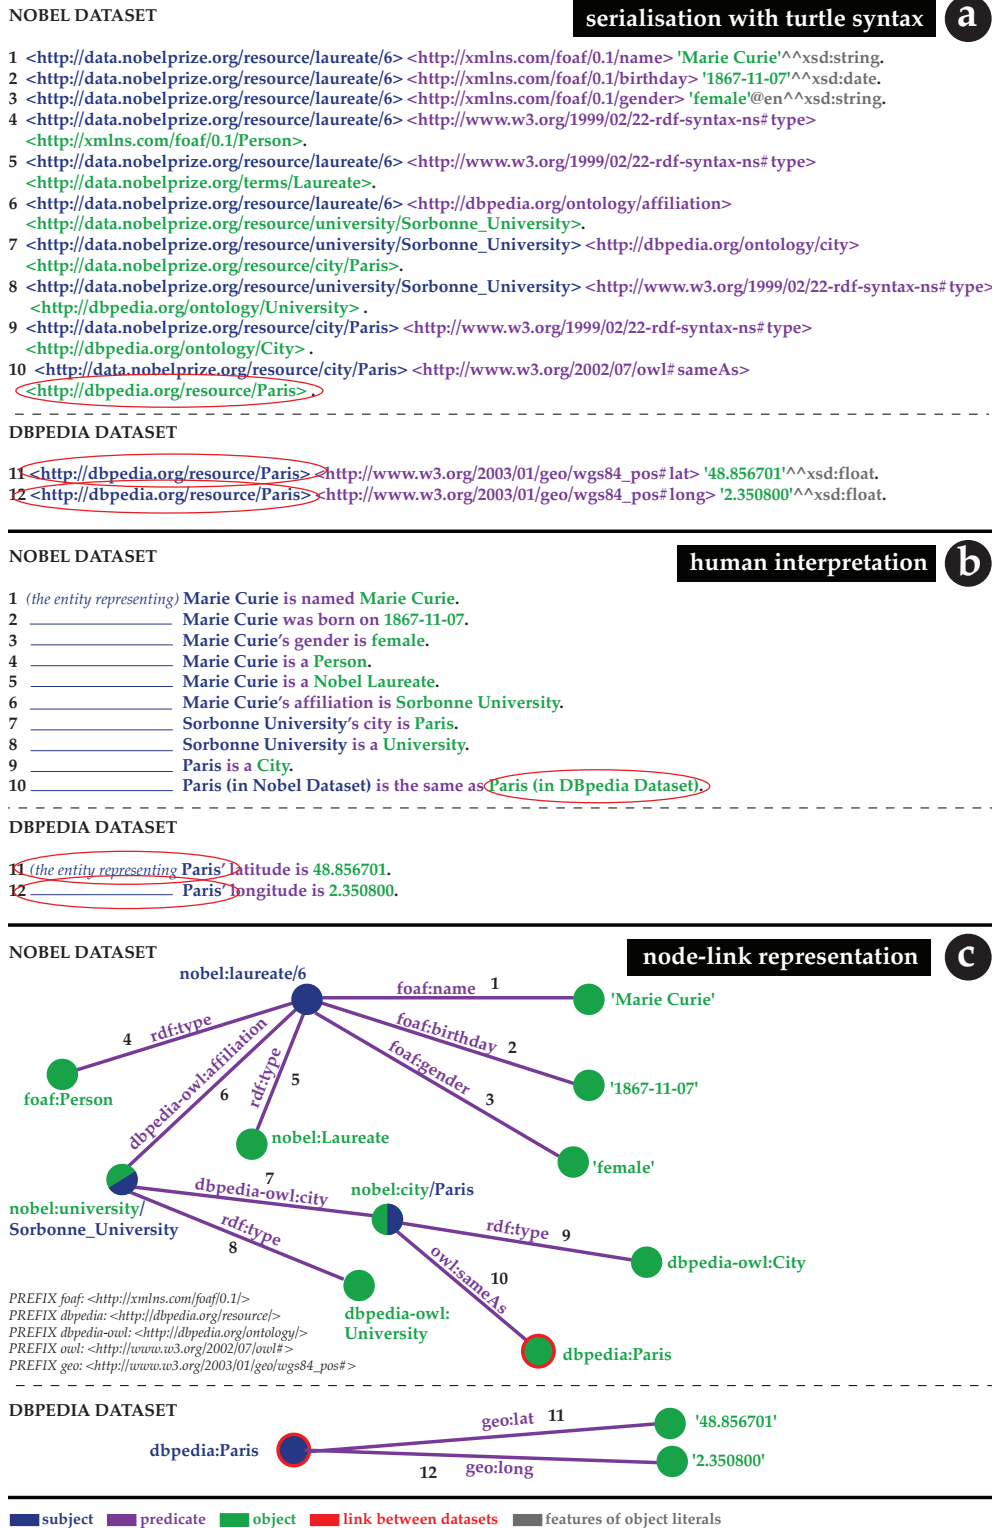 NOBEL DATASET
serialisation with turtle syntax
a
1 <http://data.nobelprize.org/resource/laureate/6> <http://xmlns.com/foaf/0.1/name> 'Marie Curie'^^xsd:string.
2 <http://data.nobelprize.org/resource/laureate/6> <http://xmlns.com/foaf/0.1/birthday> '1867-11-07'^^xsd:date.
3 <http://data.nobelprize.org/resource/laureate/6> <http://xmlns.com/foaf/0.1/gender> 'female'@en^^xsd:string.
4 <http://data.nobelprize.org/resource/laureate/6> <http://www.w3.org/1999/02/22-rdf-syntax-ns#type>
<http://xmlns.com/foaf/0.1/Person>.
5 <http://data.nobelprize.org/resource/laureate/6> <http://www.w3.org/1999/02/22-rdf-syntax-ns#type>
<http://data.nobelprize.org/terms/Laureate>.
6 <http://data.nobelprize.org/resource/laureate/6> <http://dbpedia.org/ontology/affiliation>
<http://data.nobelprize.org/resource/university/Sorbonne_University>.
7 <http://data.nobelprize.org/resource/university/Sorbonne_University> <http://dbpedia.org/ontology/city>
<http://data.nobelprize.org/resource/city/Paris>.
8 <http://data.nobelprize.org/resource/university/Sorbonne_University> <http://www.w3.org/1999/02/22-rdf-syntax-ns#type>
<http://dbpedia.org/ontology/University> .
9 <http://data.nobelprize.org/resource/city/Paris> <http://www.w3.org/1999/02/22-rdf-syntax-ns#type>
<http://dbpedia.org/ontology/City> .
10 <http://data.nobelprize.org/resource/city/Paris> <http://www.w3.org/2002/07/owl#sameAs>
<http://dbpedia.org/resource/Paris> .
DBPEDIA DATASET
11 <http://dbpedia.org/resource/Paris> <http://www.w3.org/2003/01/geo/wgs84_pos#lat> '48.856701'^^xsd:float.
12 <http://dbpedia.org/resource/Paris> <http://www.w3.org/2003/01/geo/wgs84_pos#long> '2.350800'^^xsd:float.
NOBEL DATASET
human interpretation
b
1 (the entity representing) Marie Curie is named Marie Curie.
2 Marie Curie was born on 1867-11-07.
3 Marie Curie's gender is female.
4 Marie Curie is a Person.
5 Marie Curie is a Nobel Laureate.
6 Marie Curie's affiliation is Sorbonne University.
7 Sorbonne University's city is Paris.
8 Sorbonne University is a University.
9 Paris is a City.
10 Paris (in Nobel Dataset) is the same as Paris (in DBpedia Dataset).
DBPEDIA DATASET
11 (the entity representing Paris' latitude is 48.856701.
12 Paris' longitude is 2.350800.
NOBEL DATASET
node-link representation
c
nobel:laureate/6
foaf:name 1
'Marie Curie'
4 rdf:type
foaf:birthday 2
'1867-11-07'
foaf:Person
dbpedia-owl:affiliation
6
rdf:type
5
foaf:gender
3
nobel:Laureate
'female'
7
dbpedia-owl:city
nobel:city/Paris
nobel:university/
Sorbonne_University
rdf:type
8
rdf:type 9
dbpedia-owl:City
owl:sameAs
10
PREFIX foaf: <http://xmlns.com/foaf/0.1/>
PREFIX dbpedia: <http://dbpedia.org/resource/>
PREFIX dbpedia-owl: <http://dbpedia.org/ontology/>
PREFIX owl: <http://www.w3.org/2002/07/owl#>
PREFIX geo: <http://www.w3.org/2003/01/geo/wgs84_pos#>
dbpedia-owl:
University
dbpedia:Paris
DBPEDIA DATASET
dbpedia:Paris
geo:lat 11
'48.856701'
12 geo:long
'2.350800'
subject predicate object link between datasets features of object literals